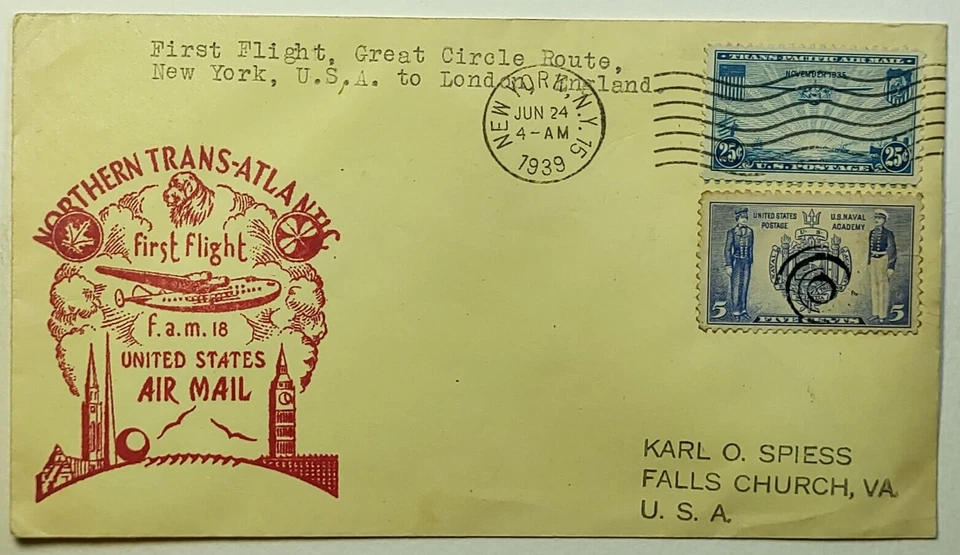 First Flight, Great Circle Route,
New York, U.S.A. to London, England.
NEW YORK, N.Y. 15
JUN 24
4-AM
1939
TRANS-PACIFIC AIR MAIL
NOVEMBER 1935
25¢ 25¢
U.S. POSTAGE
UNITED STATES POSTAGE
U.S. NAVAL ACADEMY
5 FIVE CENTS 5
NORTHERN TRANS-ATLANTIC
first flight
f.a.m. 18
UNITED STATES
AIR MAIL
KARL O. SPIESS
FALLS CHURCH, VA.
U. S. A.